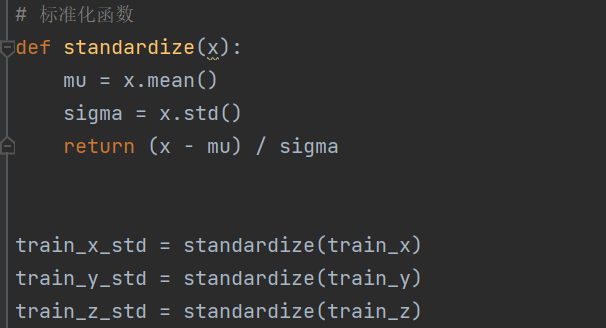 # 标准化函数
def standardize(x):
    mu = x.mean()
    sigma = x.std()
    return (x - mu) / sigma
train_x_std = standardize(train_x)
train_y_std = standardize(train_y)
train_z_std = standardize(train_z)